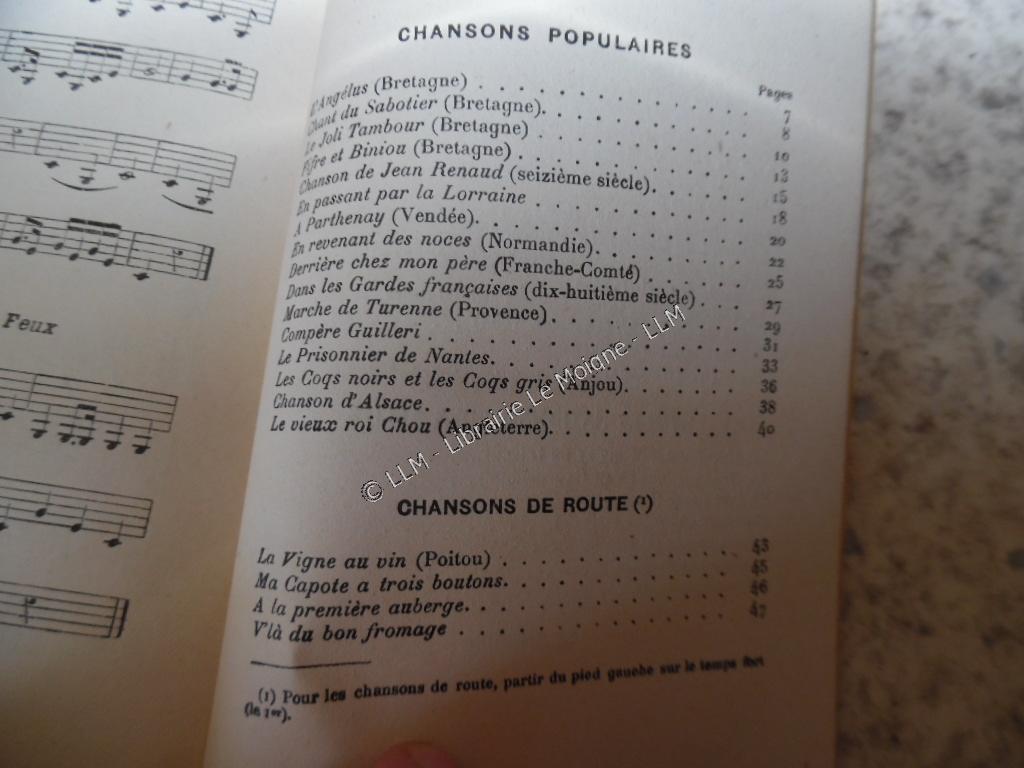 Feux
CHANSONS POPULAIRES
Pages
L'Angélus (Bretagne) 7
Chant du Sabotier (Bretagne). 8
Le Joli Tambour (Bretagne) 10
Fifre et Biniou (Bretagne) 13
Chanson de Jean Renaud (seizième siècle). 15
En passant par la Lorraine 18
A Parthenay (Vendée). 20
En revenant des noces (Normandie). 22
Derrière chez mon père (Franche-Comté) 25
Dans les Gardes françaises (dix-huitième siècle) 27
Marche de Turenne (Provence). 29
Compère Guilleri 31
Le Prisonnier de Nantes. 33
Les Coqs noirs et les Coqs gris (Anjou). 36
Chanson d'Alsace. 38
Le vieux roi Chou (Angleterre). 40
© LLM - Librairie Le Moigne - LLM
CHANSONS DE ROUTE (1)
La Vigne au vin (Poitou) 43
Ma Capote a trois boutons. 45
A la première auberge. 46
V'là du bon fromage 47
(1) Pour les chansons de route, partir du pied gauche sur le temps fort
(le 1er).